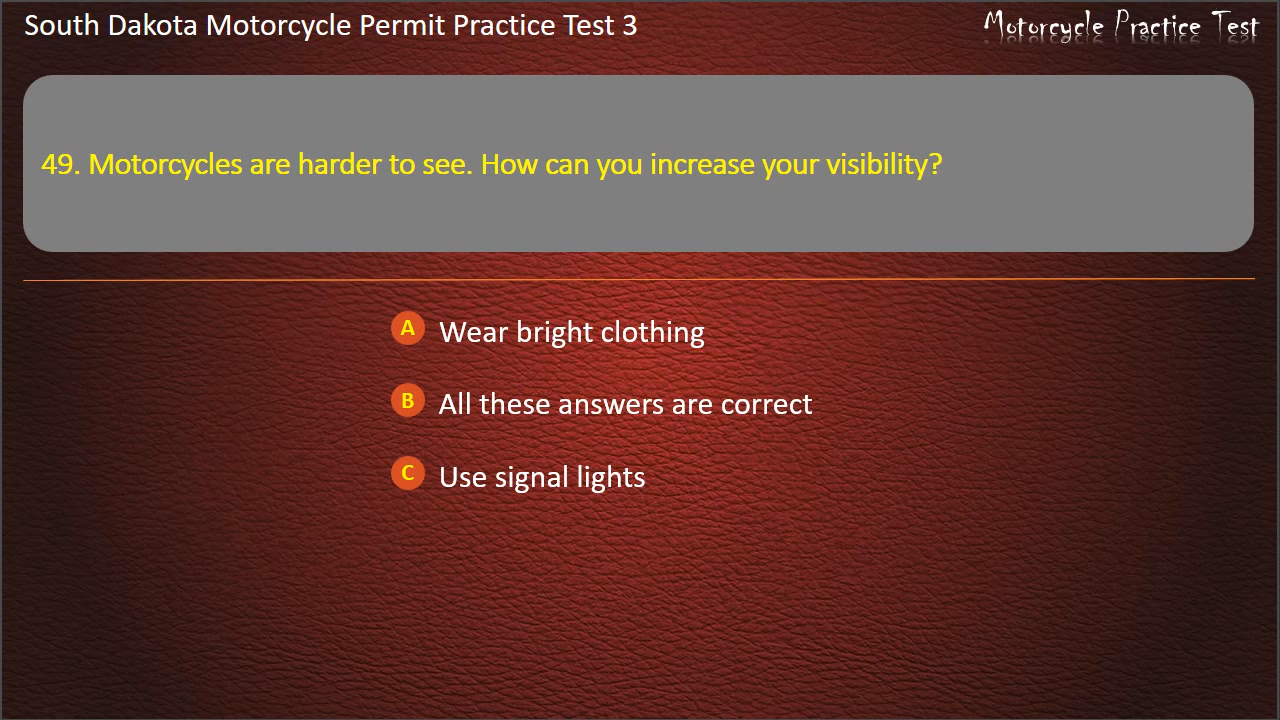 South Dakota Motorcycle Permit Practice Test 3
Motorcycle Practice Test
49. Motorcycles are harder to see. How can you increase your visibility?
A Wear bright clothing
B All these answers are correct
C Use signal lights